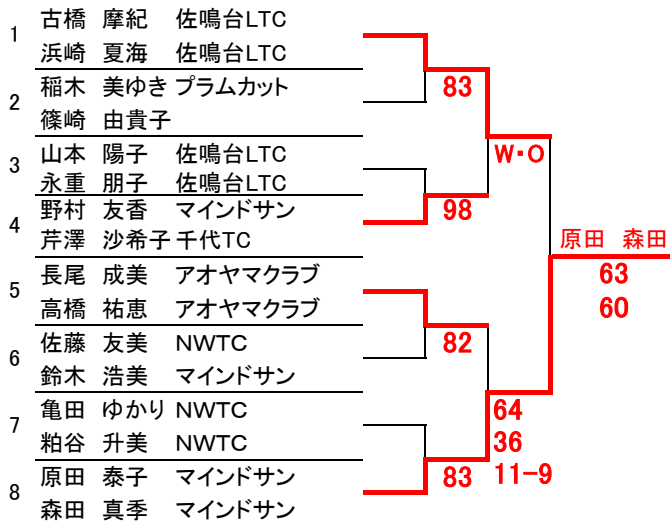 1
古橋 摩紀 佐鳴台LTC
浜崎 夏海 佐鳴台LTC
2
稲木 美ゆき プラムカット
篠崎 由貴子
3
山本 陽子 佐鳴台LTC
永重 朋子 佐鳴台LTC
4
野村 友香 マインドサン
芹澤 沙希子 千代TC
5
長尾 成美 アオヤマクラブ
高橋 祐恵 アオヤマクラブ
6
佐藤 友美 NWTC
鈴木 浩美 マインドサン
7
亀田 ゆかり NWTC
粕谷 升美 NWTC
8
原田 泰子 マインドサン
森田 真季 マインドサン
83
98
82
83
W・O
64
36
11-9
原田 森田
63
60